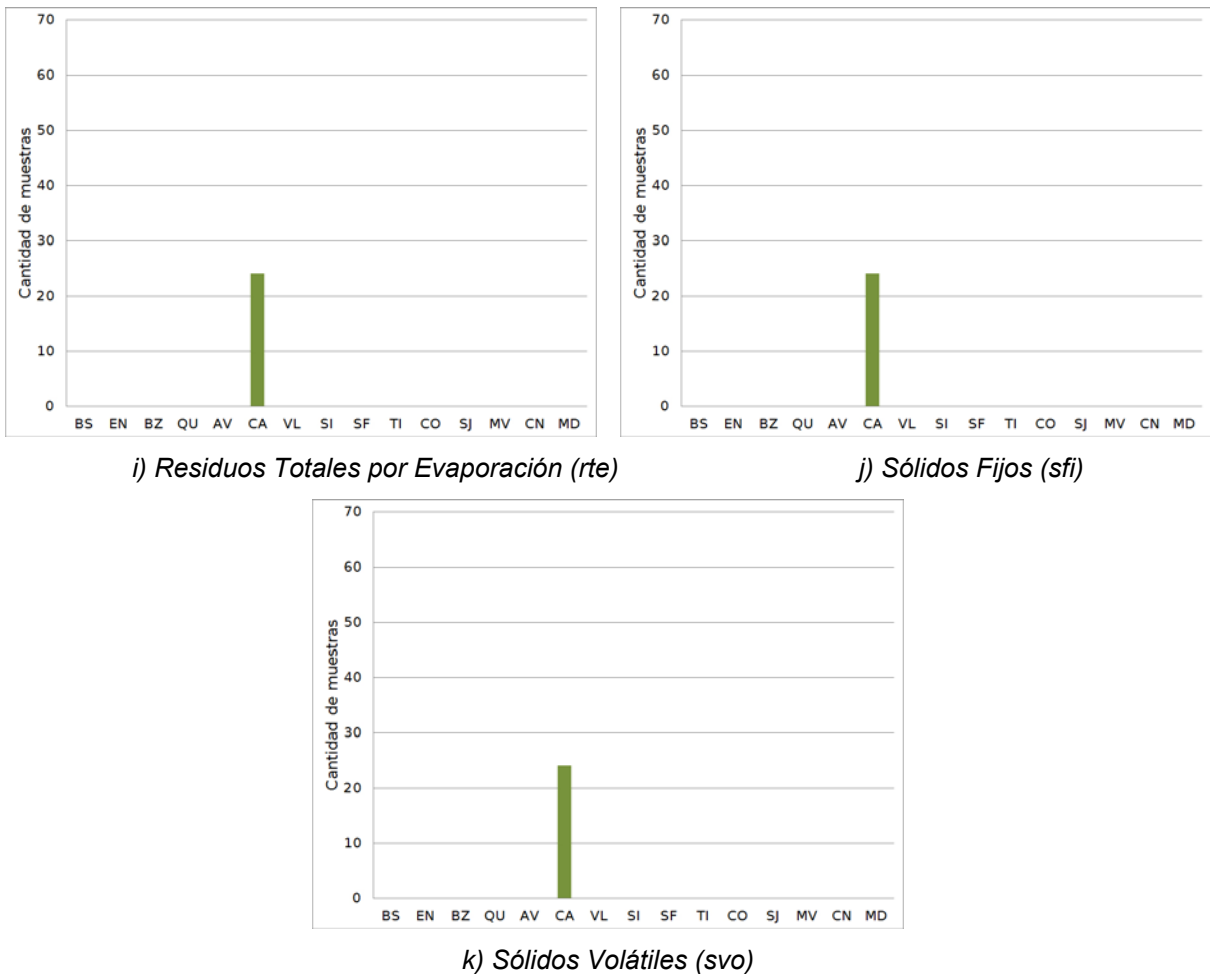 70
60
50
40
30
20
10
0
Cantidad de muestras
BS EN BZ QU AV CA VL SI SF TI CO SJ MV CN MD
i) Residuos Totales por Evaporación (rte)
70
60
50
40
30
20
10
0
Cantidad de muestras
BS EN BZ QU AV CA VL SI SF TI CO SJ MV CN MD
j) Sólidos Fijos (sfi)
70
60
50
40
30
20
10
0
Cantidad de muestras
BS EN BZ QU AV CA VL SI SF TI CO SJ MV CN MD
k) Sólidos Volátiles (svo)